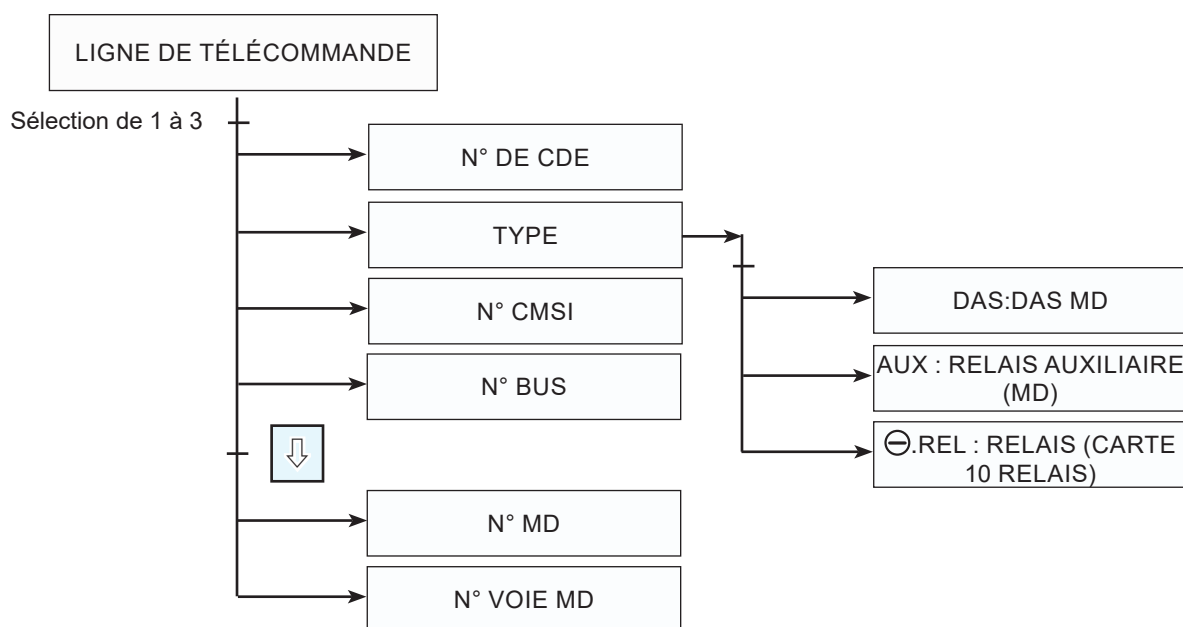 LIGNE DE TÉLÉCOMMANDE
Sélection de 1 à 3
N° DE CDE
TYPE
N° CMSI
DAS:DAS MD
AUX : RELAIS AUXILIAIRE
(MD)
N° BUS
⊖.REL : RELAIS (CARTE
10 RELAIS)
N° MD
N° VOIE MD